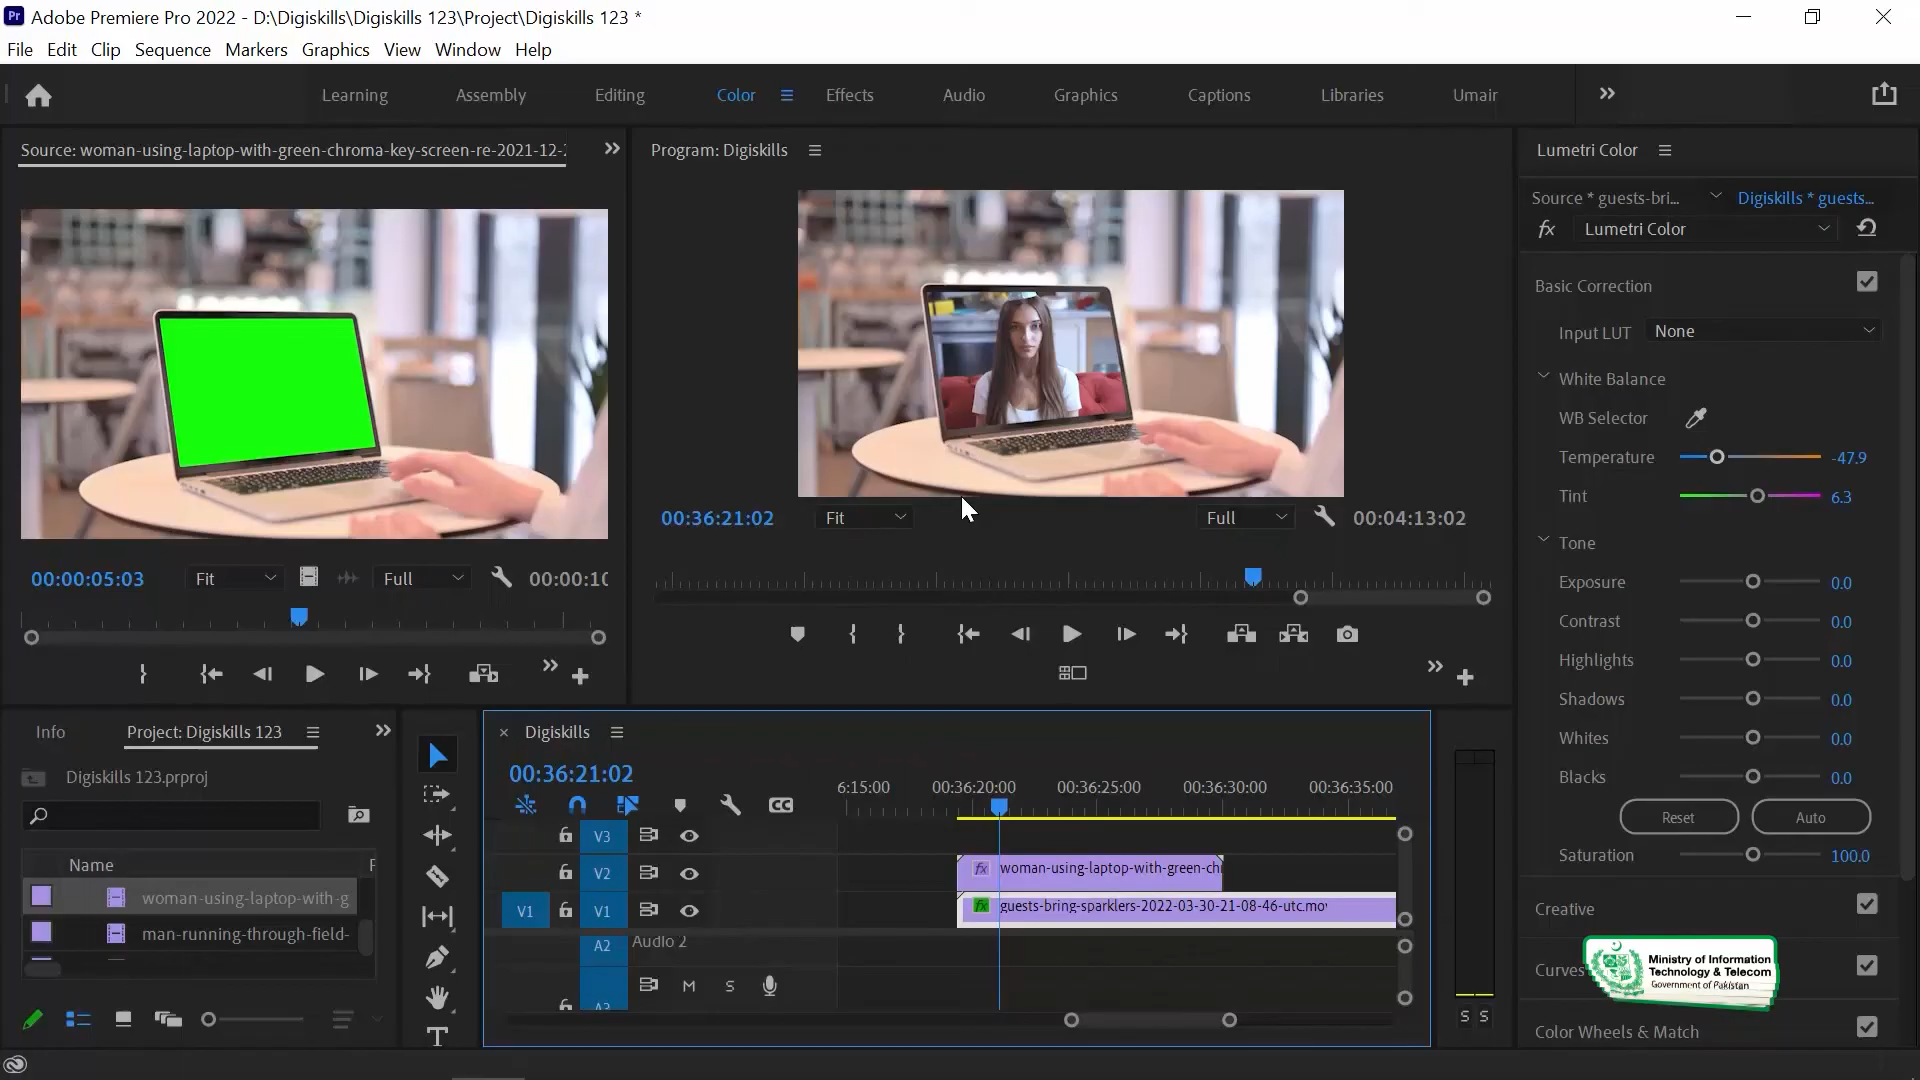 Adobe Premiere Pro 2022 - D:\Digiskills\Digiskills 123\Project\Digiskills 123 *
File Edit Clip Sequence Markers Graphics View Window Help
Learning Assembly Editing Color Effects Audio Graphics Captions Libraries Umair
Source: woman-using-laptop-with-green-chroma-key-screen-re-2021-12-
Program: Digiskills
Lumetri Color
Source * guests-bri... Digiskills * guests...
fx Lumetri Color
Basic Correction
Input LUT None
White Balance
WB Selector
Temperature -47.9
Tint 6.3
Tone
Exposure 0.0
Contrast 0.0
Highlights 0.0
Shadows 0.0
Whites 0.0
Blacks 0.0
Reset Auto
Saturation 100.0
Creative
Curves
Color Wheels & Match
Ministry of Information
Technology & Telecom
Government of Pakistan
00:36:21:02 Fit Full 00:04:13:02
00:00:05:03 Fit Full 00:00:10
Info Project: Digiskills 123
Digiskills 123.prproj
Name
woman-using-laptop-with-g
man-running-through-field-
Digiskills
00:36:21:02
6:15:00 00:36:20:00 00:36:25:00 00:36:30:00 00:36:35:00
V3
V2 fx woman-using-laptop-with-green-ch
V1 V1 fx guests-bring-sparklers-2022-03-30-21-08-46-utc.mov
A2 Audio 2
M S
A3
S S